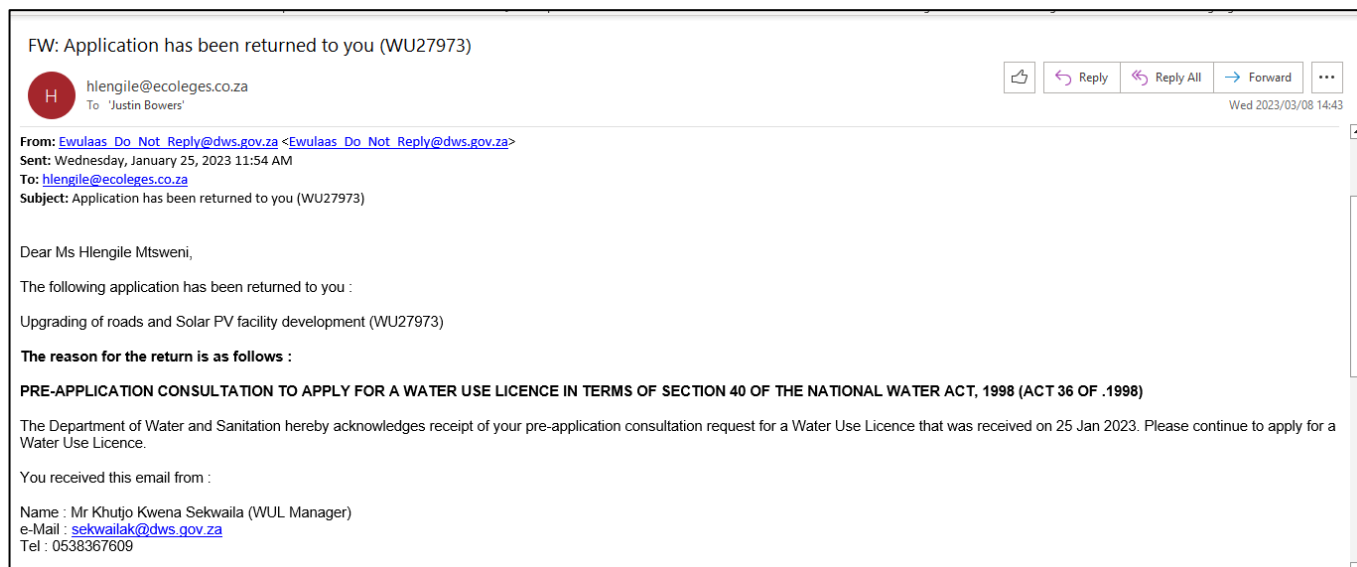 FW: Application has been returned to you (WU27973)
H
hlengile@ecoleges.co.za
To 'Justin Bowers'
Reply
Reply All
Forward
...
Wed 2023/03/08 14:43
From: Ewulaas_Do_Not_Reply@dws.gov.za <Ewulaas_Do_Not_Reply@dws.gov.za>
Sent: Wednesday, January 25, 2023 11:54 AM
To: hlengile@ecoleges.co.za
Subject: Application has been returned to you (WU27973)
Dear Ms Hlengile Mtsweni,
The following application has been returned to you :
Upgrading of roads and Solar PV facility development (WU27973)
The reason for the return is as follows :
PRE-APPLICATION CONSULTATION TO APPLY FOR A WATER USE LICENCE IN TERMS OF SECTION 40 OF THE NATIONAL WATER ACT, 1998 (ACT 36 OF .1998)
The Department of Water and Sanitation hereby acknowledges receipt of your pre-application consultation request for a Water Use Licence that was received on 25 Jan 2023. Please continue to apply for a
Water Use Licence.
You received this email from :
Name : Mr Khutjo Kwena Sekwaila (WUL Manager)
e-Mail : sekwailak@dws.gov.za
Tel : 0538367609